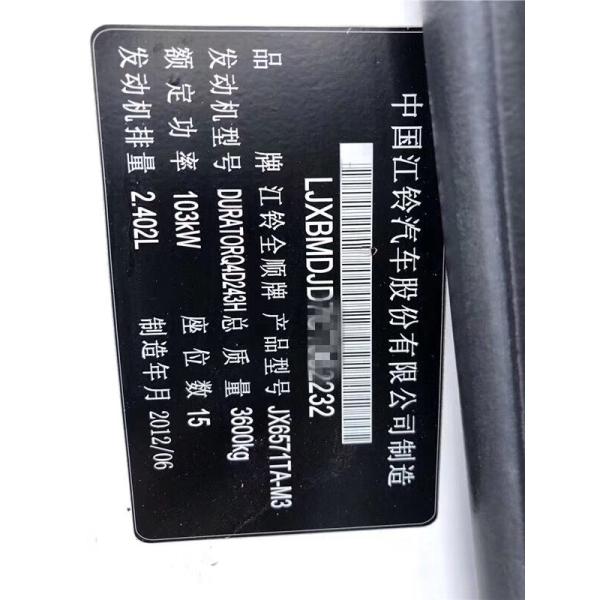 中国江铃汽车股份有限公司制造
LJXBMDJD7C 2232
品 牌 江铃全顺牌 产品型号 JX6571TA-M3
发动机型号 DURATORQ4D243H 总质量 3600kg
额定功率 103kW 座位数 15
发动机排量 2.402L 制造年月 2012/06